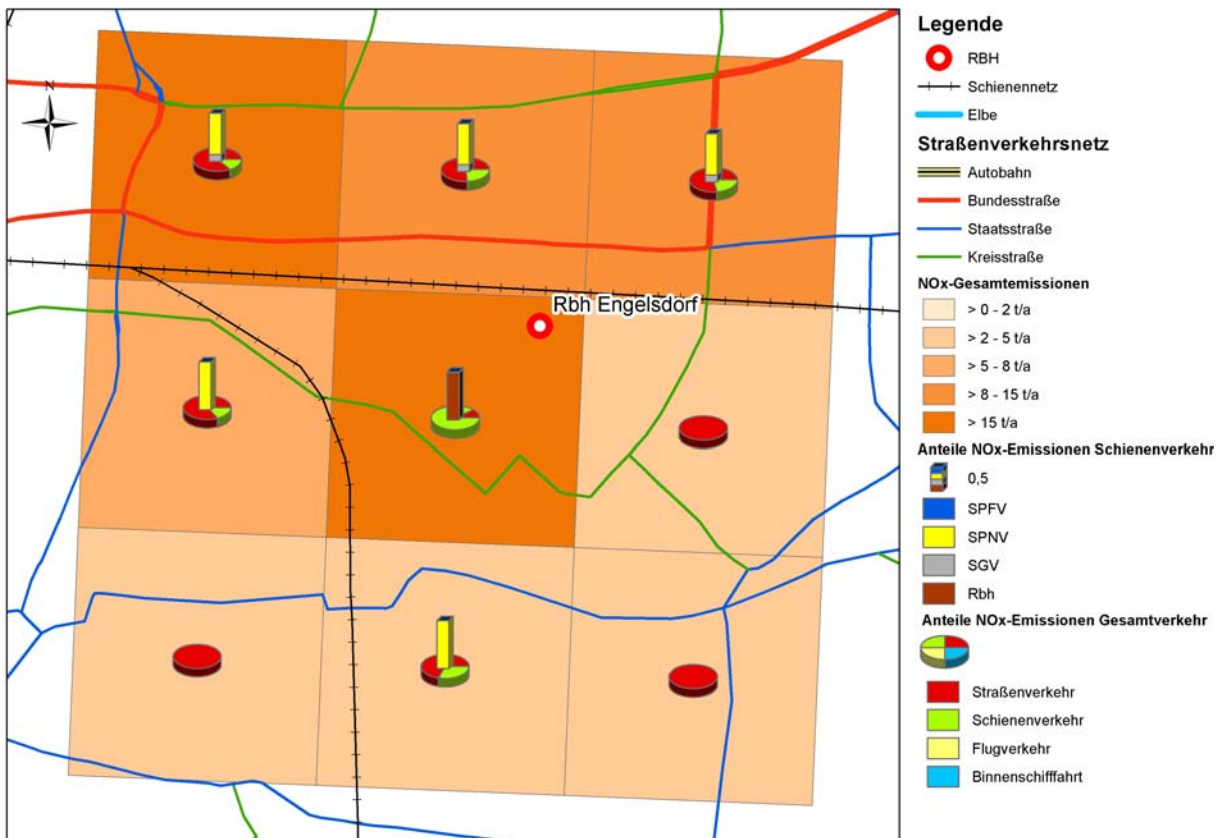 N
Rbh Engelsdorf
Legende
RBH
Schienennetz
Elbe
Straßenverkehrsnetz
Autobahn
Bundesstraße
Staatsstraße
Kreisstraße
NOx-Gesamtemissionen
> 0 - 2 t/a
> 2 - 5 t/a
> 5 - 8 t/a
> 8 - 15 t/a
> 15 t/a
Anteile NOx-Emissionen Schienenverkehr
0,5
SPFV
SPNV
SGV
Rbh
Anteile NOx-Emissionen Gesamtverkehr
Straßenverkehr
Schienenverkehr
Flugverkehr
Binnenschifffahrt